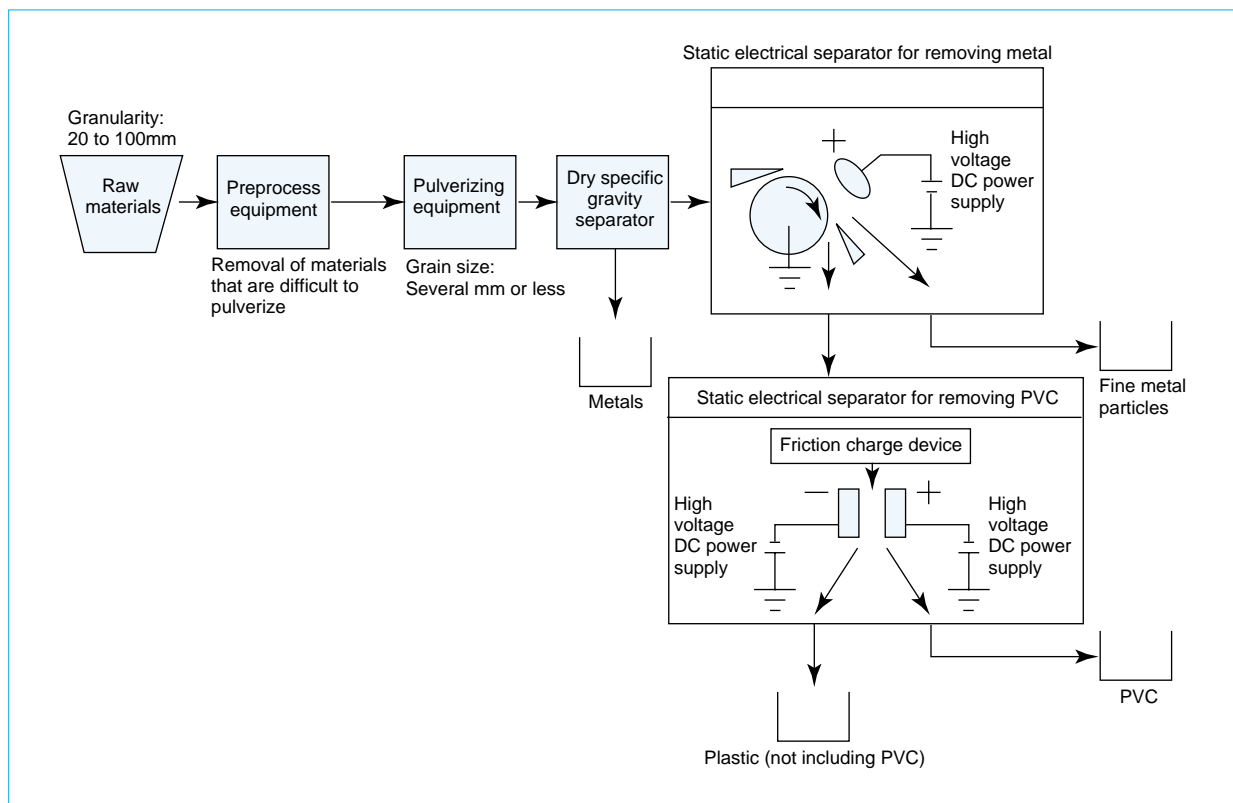 Static electrical separator for removing metal
Granularity:
20 to 100mm
Raw
materials
Preprocess
equipment
Removal of materials
that are difficult to
pulverize
Pulverizing
equipment
Grain size:
Several mm or less
Dry specific
gravity
separator
Metals
+
High
voltage
DC power
supply
Fine metal
particles
Static electrical separator for removing PVC
Friction charge device
−
+
High
voltage
DC power
supply
High
voltage
DC power
supply
PVC
Plastic (not including PVC)